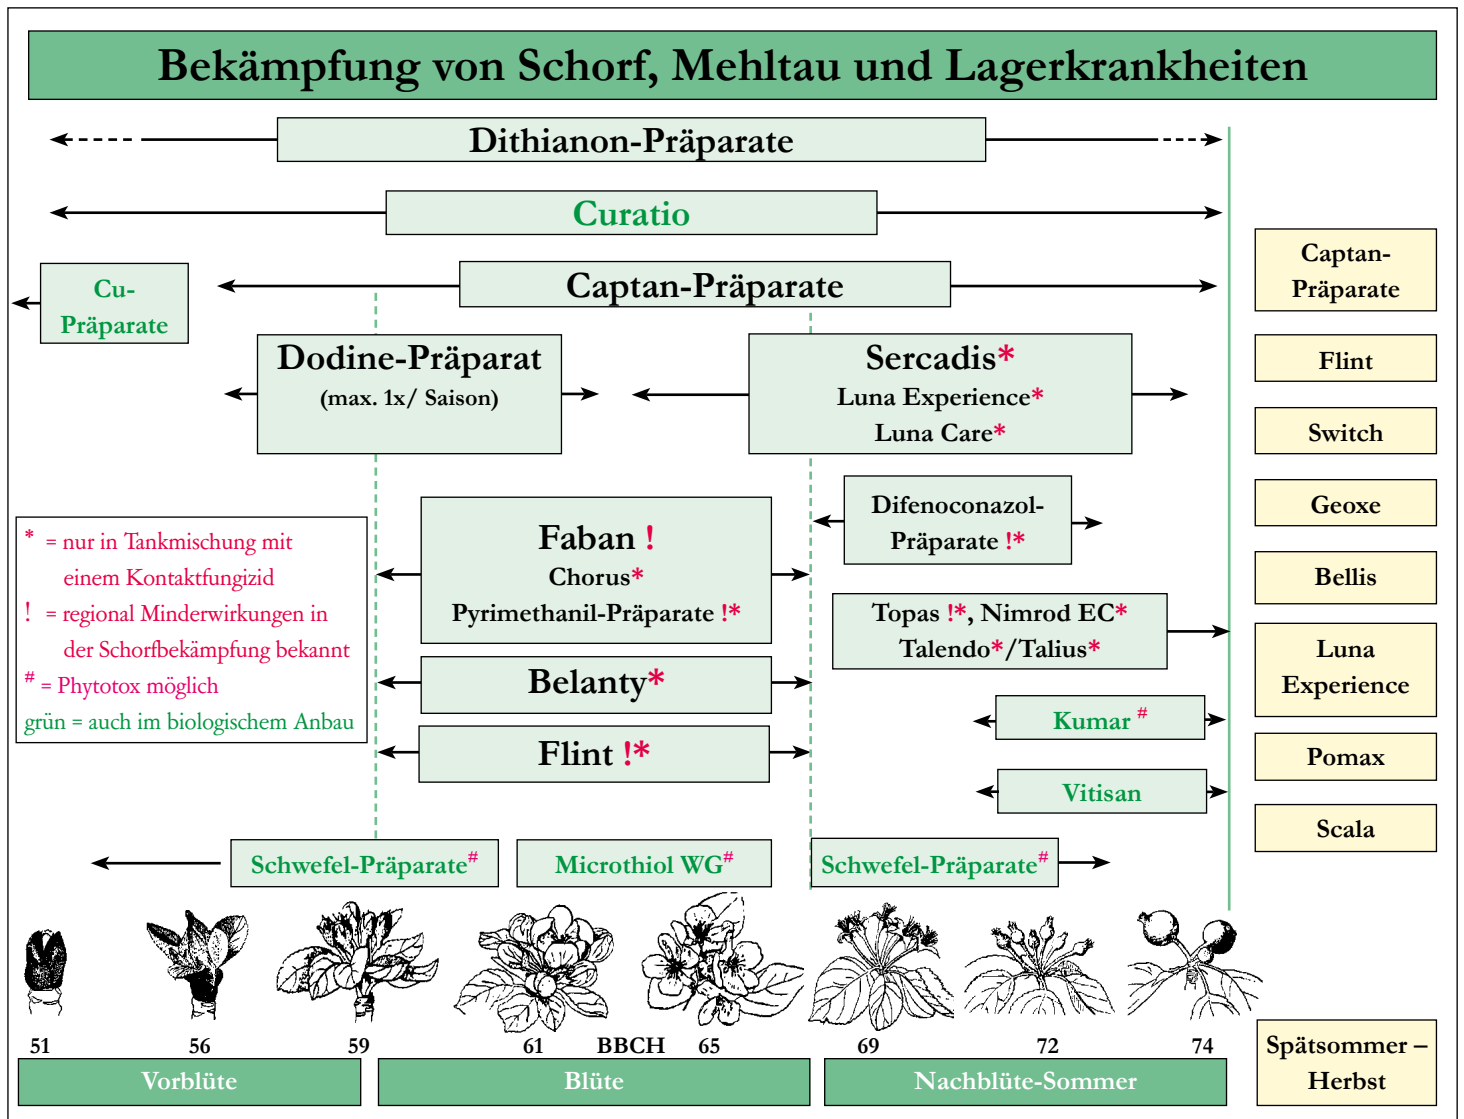 Bekämpfung von Schorf, Mehltau und Lagerkrankheiten
Dithianon-Präparate
Curatio
Cu-
Präparate
Captan-Präparate
Dodine-Präparat
(max. 1x/ Saison)
Sercadis*
Luna Experience*
Luna Care*
Difenoconazol-
Präparate !*
Faban !
Chorus*
Pyrimethanil-Präparate !*
Topas !*, Nimrod EC*
Talendo*/Talius*
Belanty*
Flint !*
Kumar #
Vitisan
* = nur in Tankmischung mit
einem Kontaktfungizid
! = regional Minderwirkungen in
der Schorfbekämpfung bekannt
# = Phytotox möglich
grün = auch im biologischem Anbau
Schwefel-Präparate#
Microthiol WG#
Schwefel-Präparate#
Captan-
Präparate
Flint
Switch
Geoxe
Bellis
Luna
Experience
Pomax
Scala
51 56 59 61 BBCH 65 69 72 74
Vorblüte
Blüte
Nachblüte-Sommer
Spätsommer –
Herbst